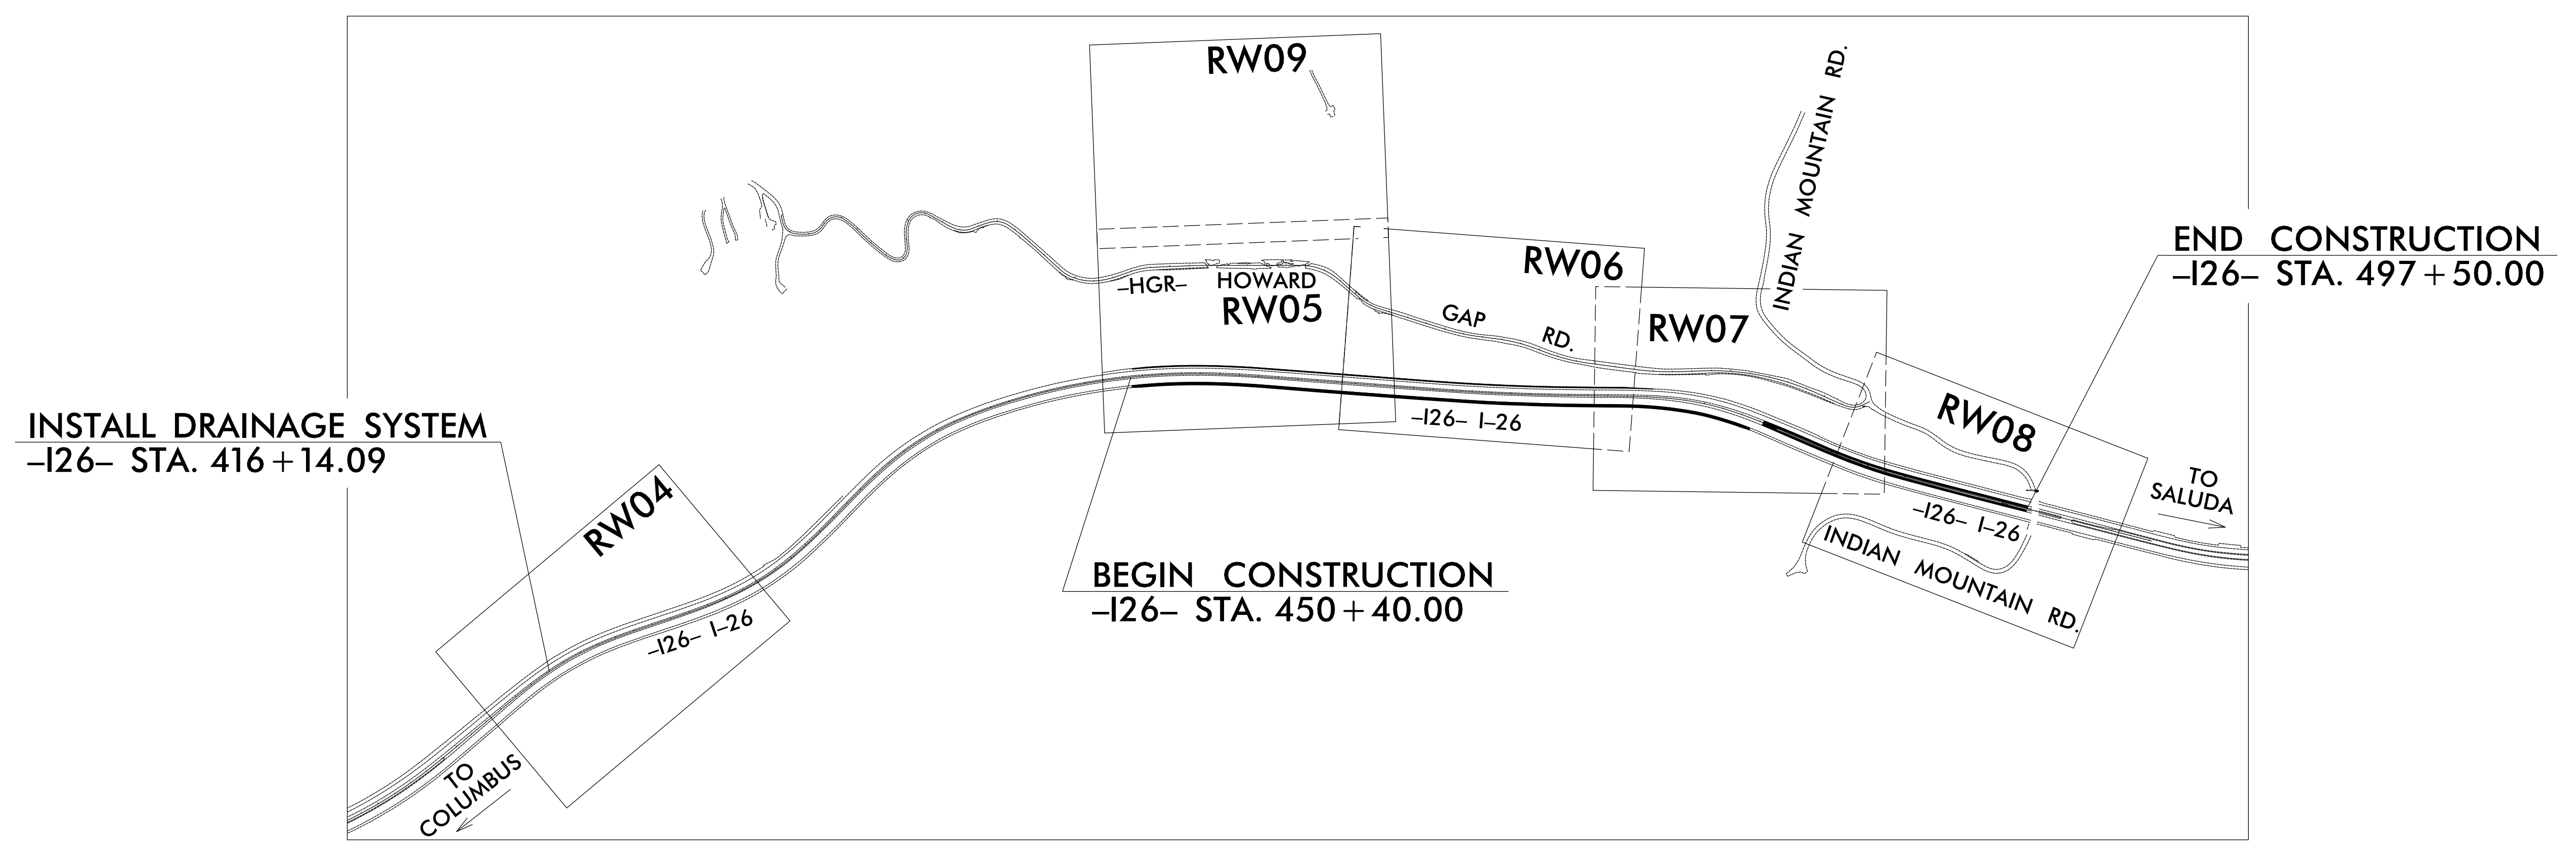 RW09
INDIAN MOUNTAIN RD.
END CONSTRUCTION
–I26– STA. 497+50.00
RW06
–HGR–
HOWARD
RW05
GAP
RD.
RW07
INSTALL DRAINAGE SYSTEM
–I26– STA. 416+14.09
–I26– I–26
RW08
RW04
TO
SALUDA
–I26– I–26
INDIAN MOUNTAIN RD.
BEGIN CONSTRUCTION
–I26– STA. 450+40.00
–I26– I–26
TO
COLUMBUS